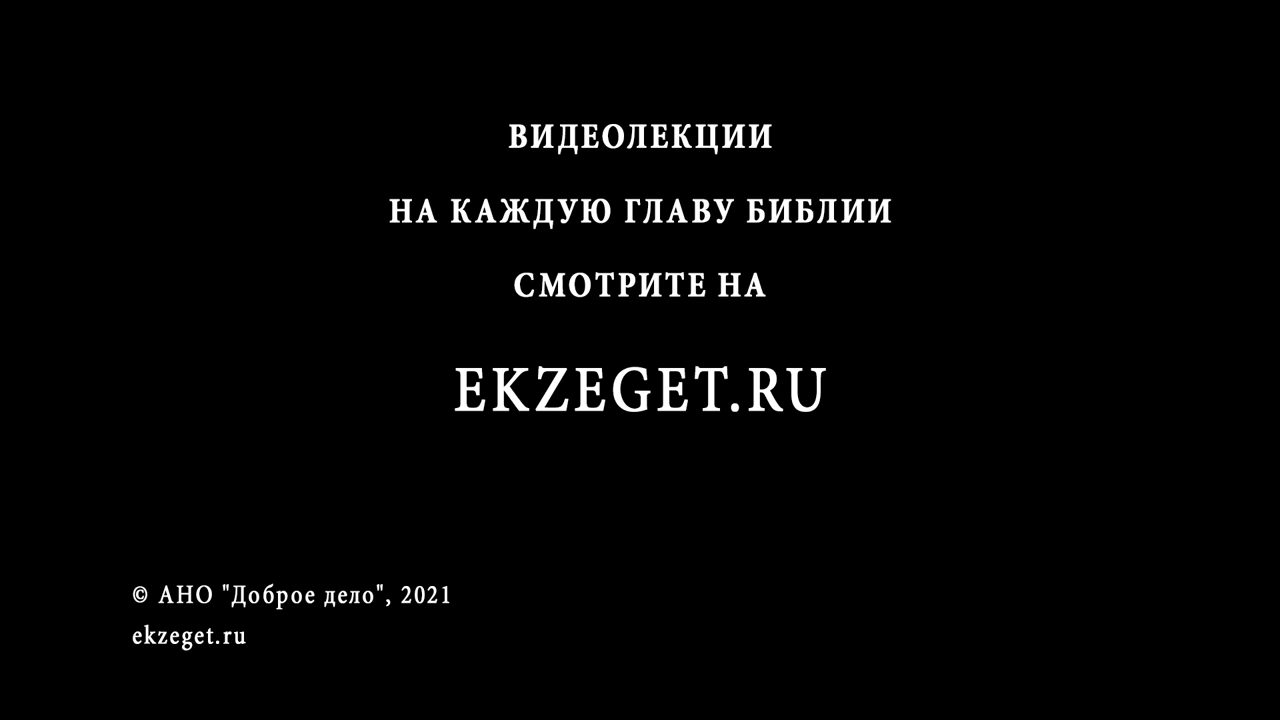 ВИДЕОЛЕКЦИИ
НА КАЖДУЮ ГЛАВУ БИБЛИИ
СМОТРИТЕ НА
EKZEGET.RU
© АНО "Доброе дело", 2021
ekzeget.ru